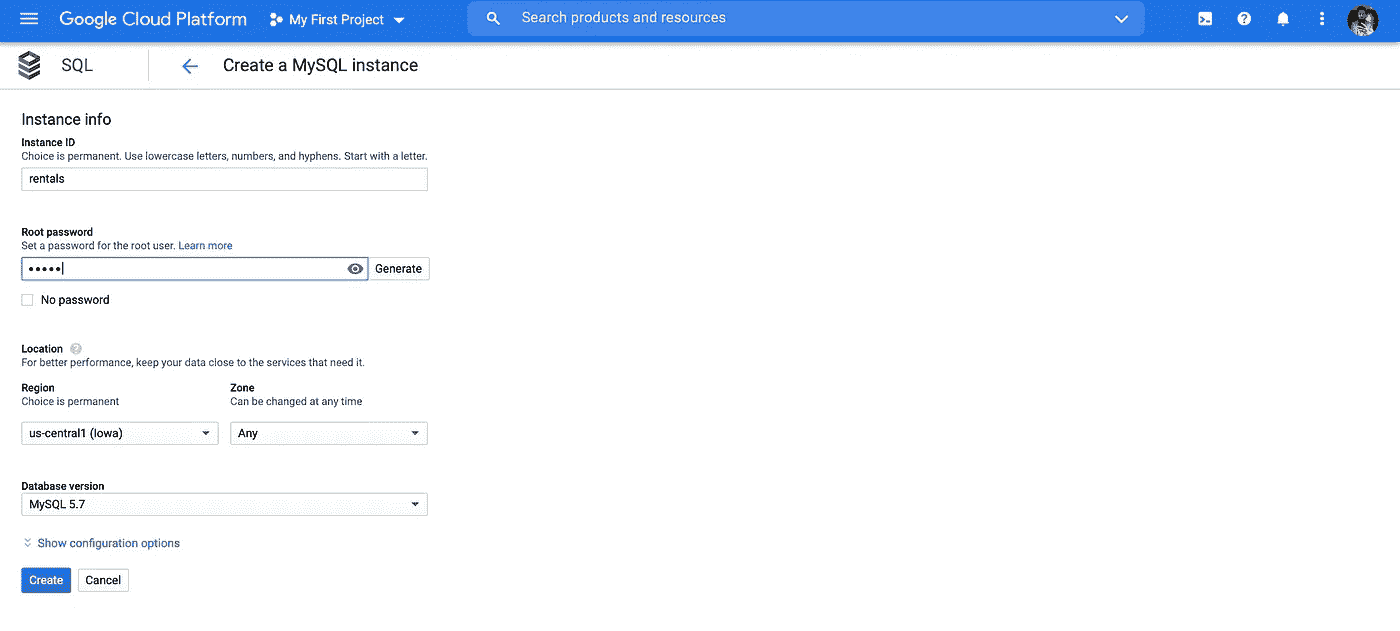 Google Cloud Platform My First Project Search products and resources
SQL Create a MySQL instance
Instance info
Instance ID
Choice is permanent. Use lowercase letters, numbers, and hyphens. Start with a letter.
rentals
Root password
Set a password for the root user. Learn more
••••• Generate
No password
Location
For better performance, keep your data close to the services that need it.
Region Zone
Choice is permanent Can be changed at any time
us-central1 (Iowa) Any
Database version
MySQL 5.7
Show configuration options
Create Cancel